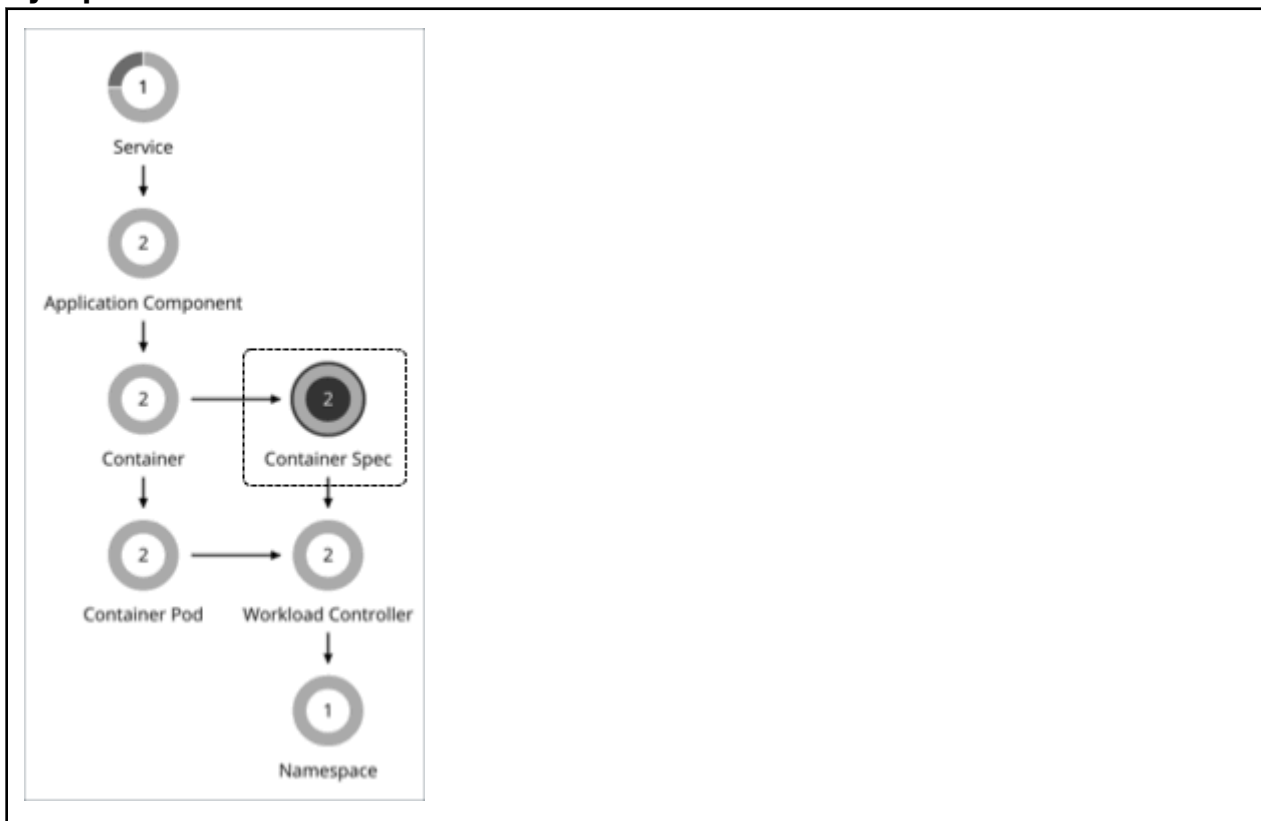 1
Service
2
Application Component
2
2
Container
Container Spec
2
2
Container Pod
Workload Controller
1
Namespace